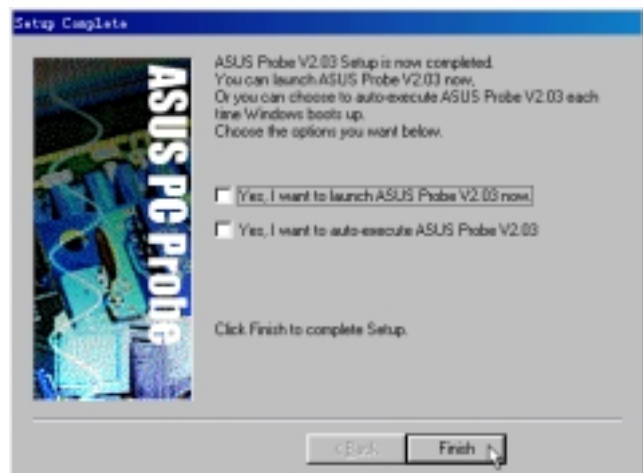 Setup Complete
ASUS PC Probe
ASUS Probe V2.03 Setup is now completed.
You can launch ASUS Probe V2.03 now,
Or you can choose to auto-execute ASUS Probe V2.03 each
time Windows boots up.
Choose the options you want below.
Yes, I want to launch ASUS Probe V2.03 now.
Yes, I want to auto-execute ASUS Probe V2.03
Click Finish to complete Setup.
< Back
Finish